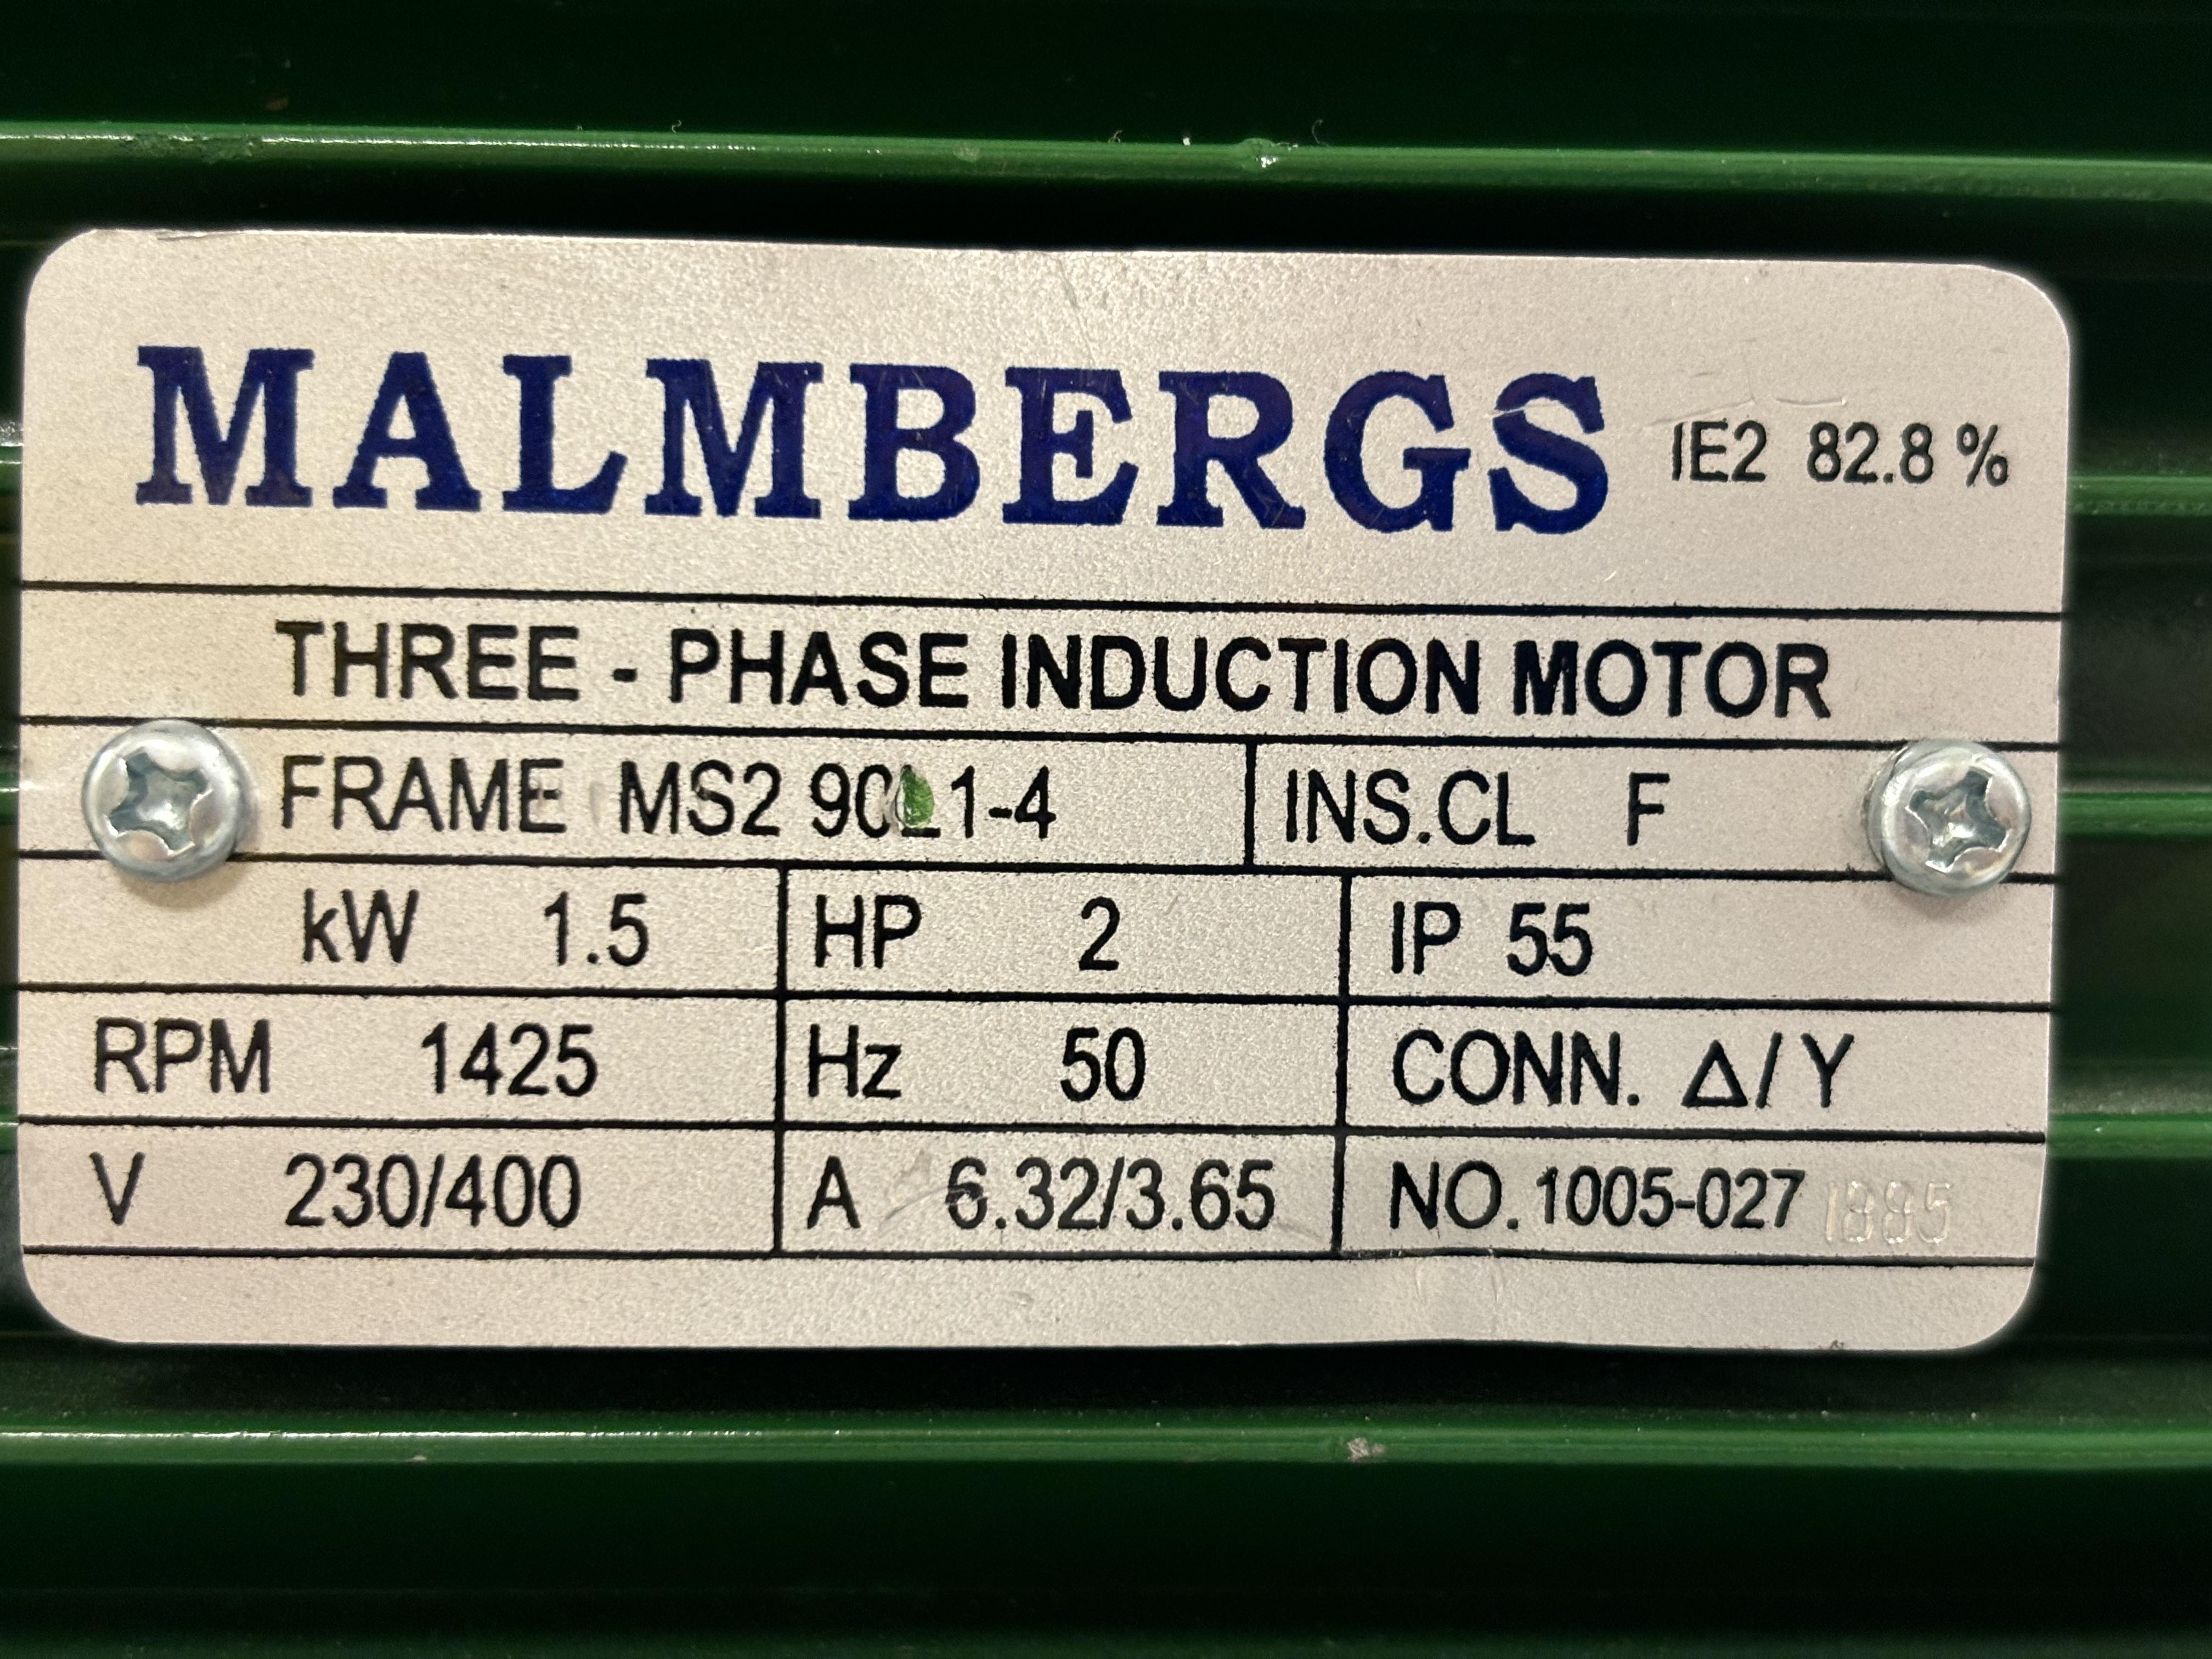 MALMBERGS IE2 82.8 %
THREE - PHASE INDUCTION MOTOR
FRAME MS2 90L1-4 INS.CL F
kW 1.5 HP 2 IP 55
RPM 1425 Hz 50 CONN. Δ/Y
V 230/400 A 6.32/3.65 NO. 1005-027 1885